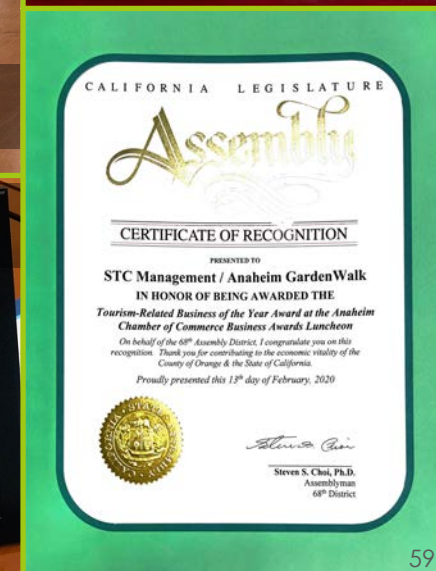 CALIFORNIA LEGISLATURE
Assembly
CERTIFICATE OF RECOGNITION
PRESENTED TO
STC Management / Anaheim GardenWalk
IN HONOR OF BEING AWARDED THE
Tourism-Related Business of the Year Award at the Anaheim
Chamber of Commerce Business Awards Luncheon
On behalf of the 68th Assembly District, I congratulate you on this
recognition. Thank you for contributing to the economic vitality of the
County of Orange & the State of California.
Proudly presented this 13th day of February, 2020
Steven S. Choi, Ph.D.
Assemblyman
68th District
59